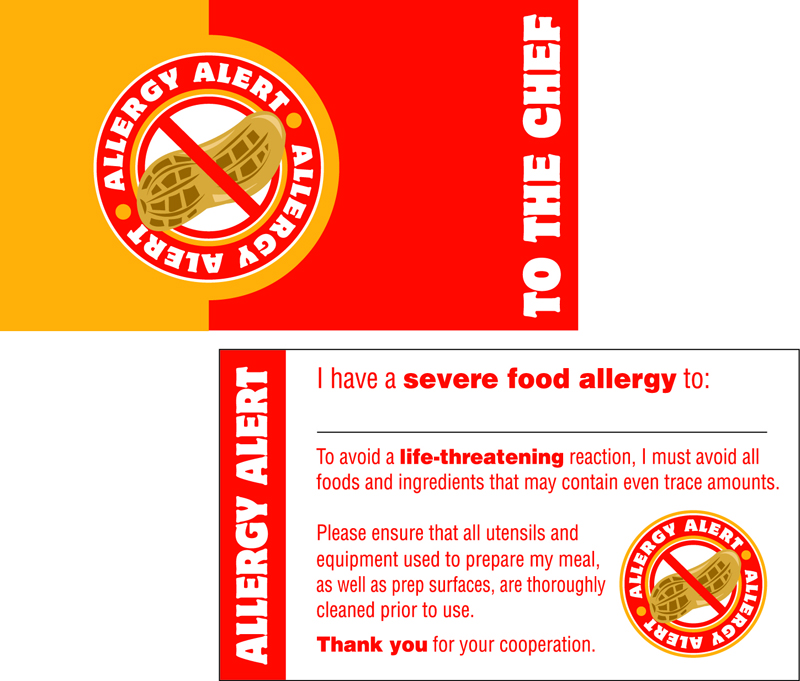 ALLERGY ALERT
ALLERGY ALERT
TO THE CHEF
ALLERGY ALERT
I have a severe food allergy to:
To avoid a life-threatening reaction, I must avoid all
foods and ingredients that may contain even trace amounts.
Please ensure that all utensils and
equipment used to prepare my meal,
as well as prep surfaces, are thoroughly
cleaned prior to use.
Thank you for your cooperation.
ALLERGY ALERT
ALLERGY ALERT